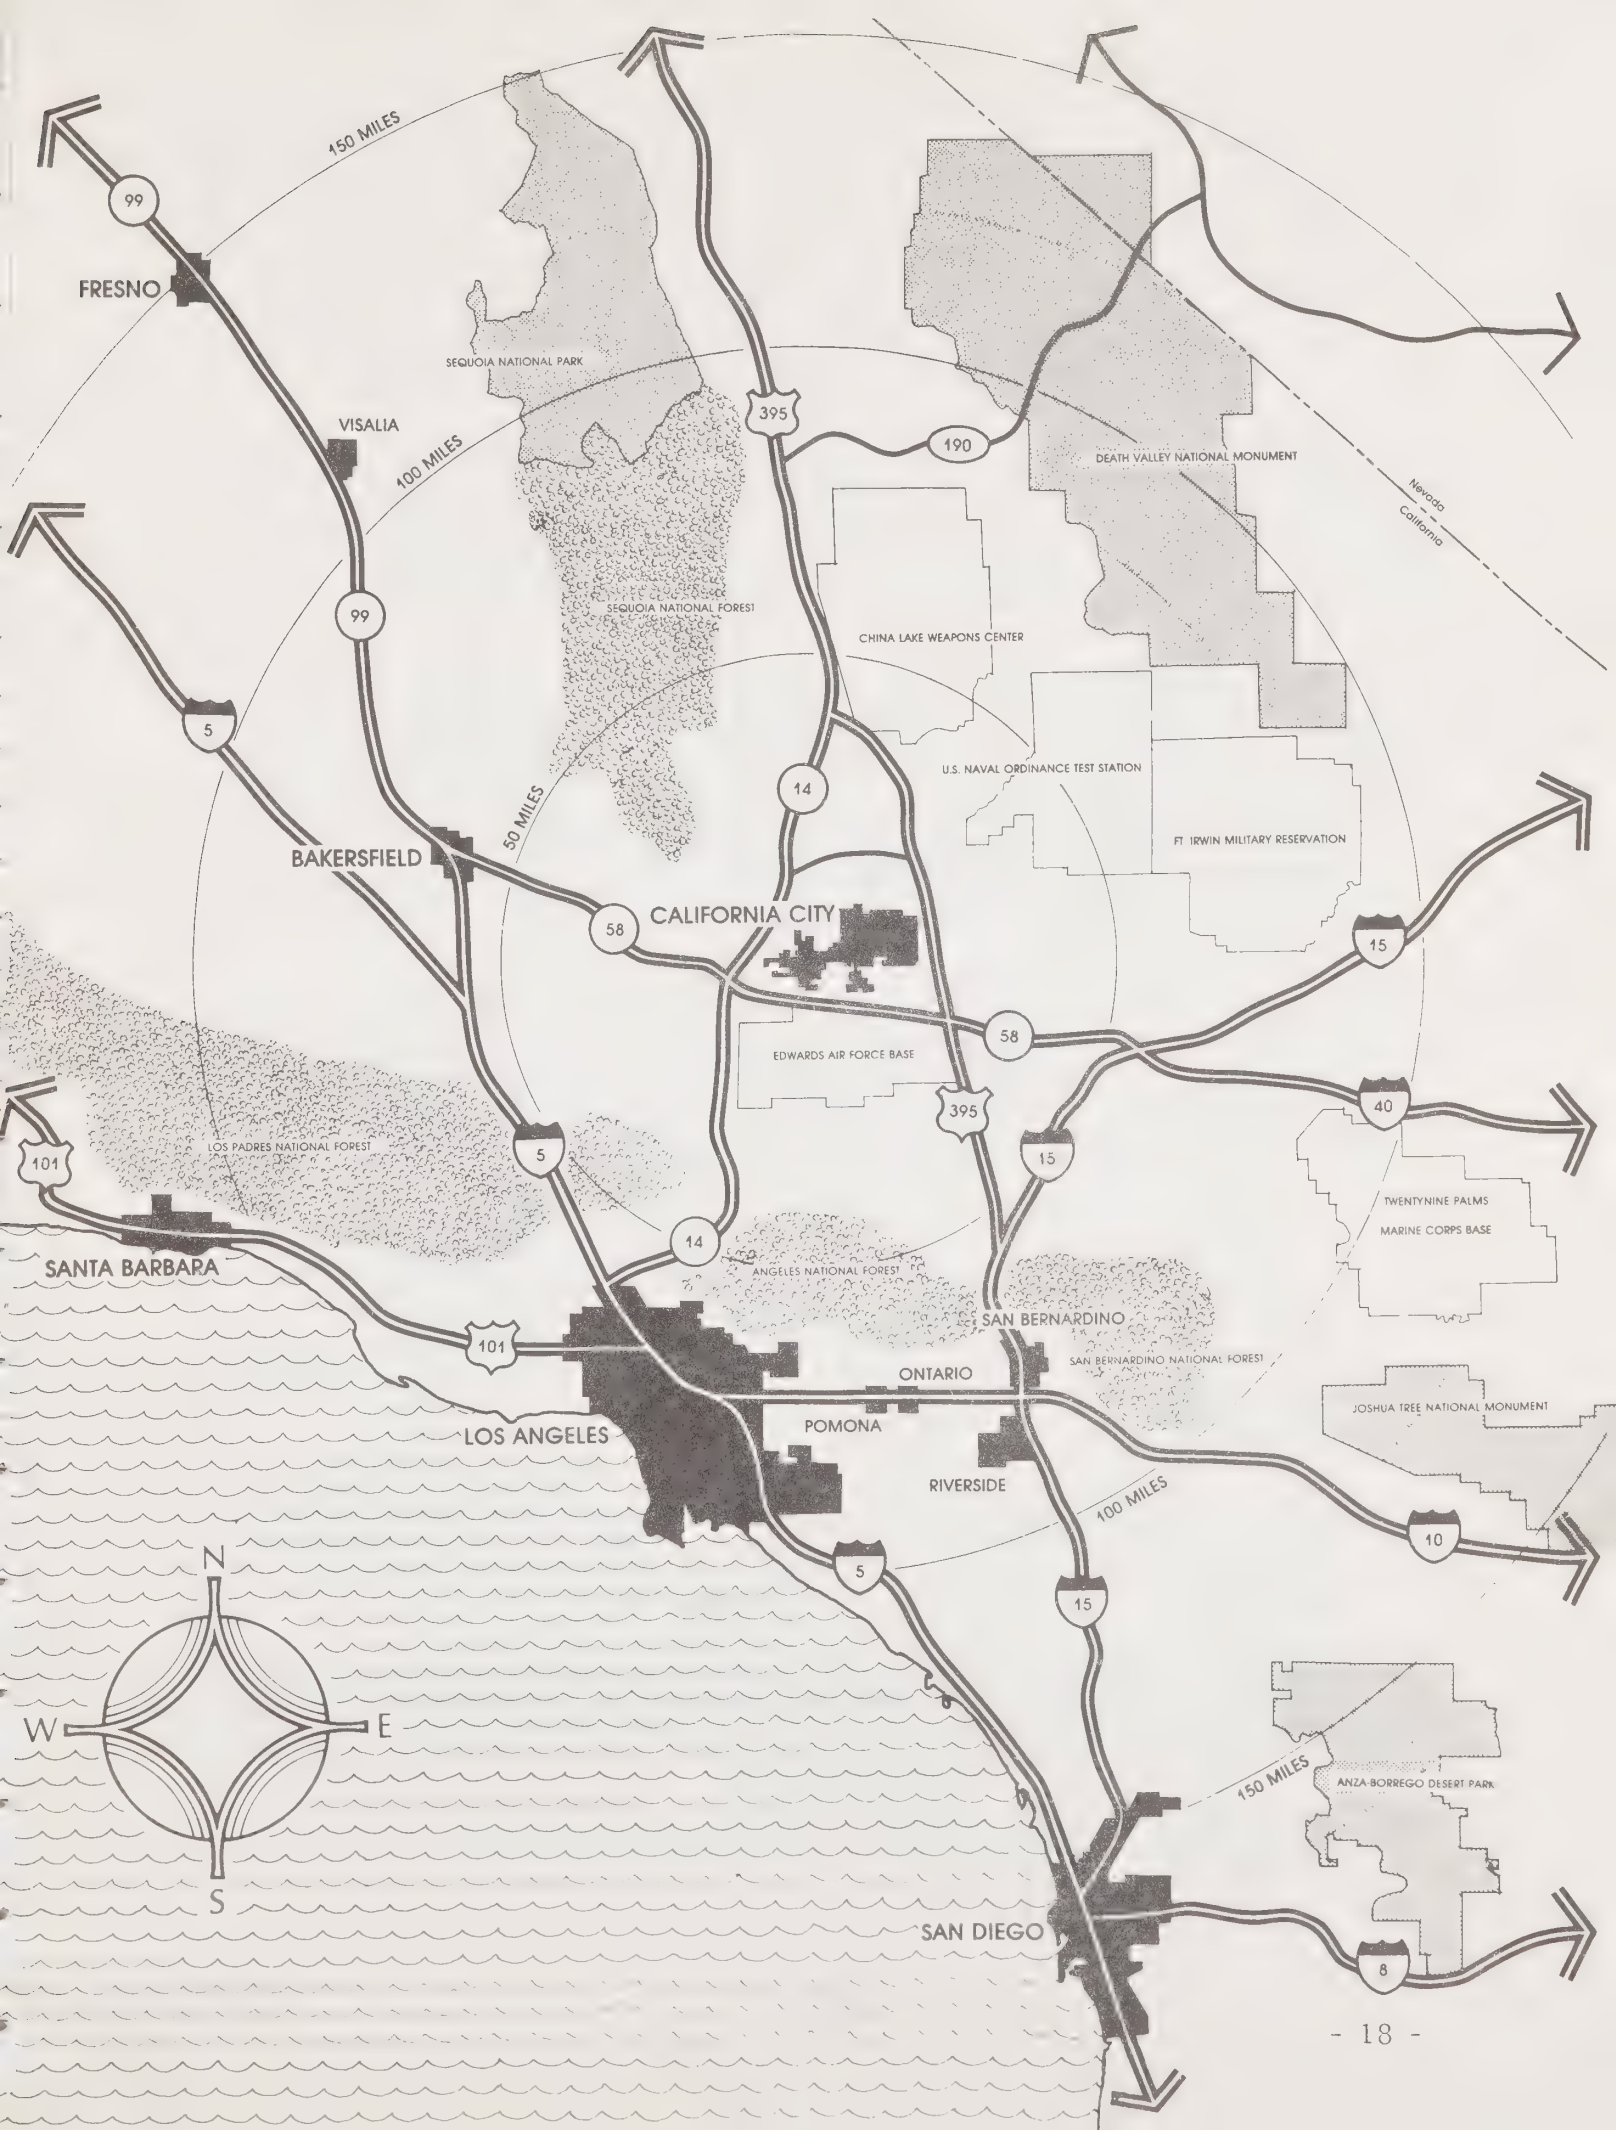 150 MILES
99
FRESNO
SEQUOIA NATIONAL PARK
395
190
VISALIA
100 MILES
DEATH VALLEY NATIONAL MONUMENT
Nevada
California
99
SEQUOIA NATIONAL FOREST
CHINA LAKE WEAPONS CENTER
5
14
U.S. NAVAL ORDINANCE TEST STATION
50 MILES
FT IRWIN MILITARY RESERVATION
BAKERSFIELD
58
CALIFORNIA CITY
15
58
EDWARDS AIR FORCE BASE
395
40
LOS PADRES NATIONAL FOREST
5
15
101
TWENTYNINE PALMS
MARINE CORPS BASE
14
SANTA BARBARA
ANGELES NATIONAL FOREST
SAN BERNARDINO
101
SAN BERNARDINO NATIONAL FOREST
ONTARIO
JOSHUA TREE NATIONAL MONUMENT
POMONA
LOS ANGELES
RIVERSIDE
100 MILES
10
5
15
N
W
E
S
150 MILES
ANZA-BORREGO DESERT PARK
SAN DIEGO
8
- 18 -